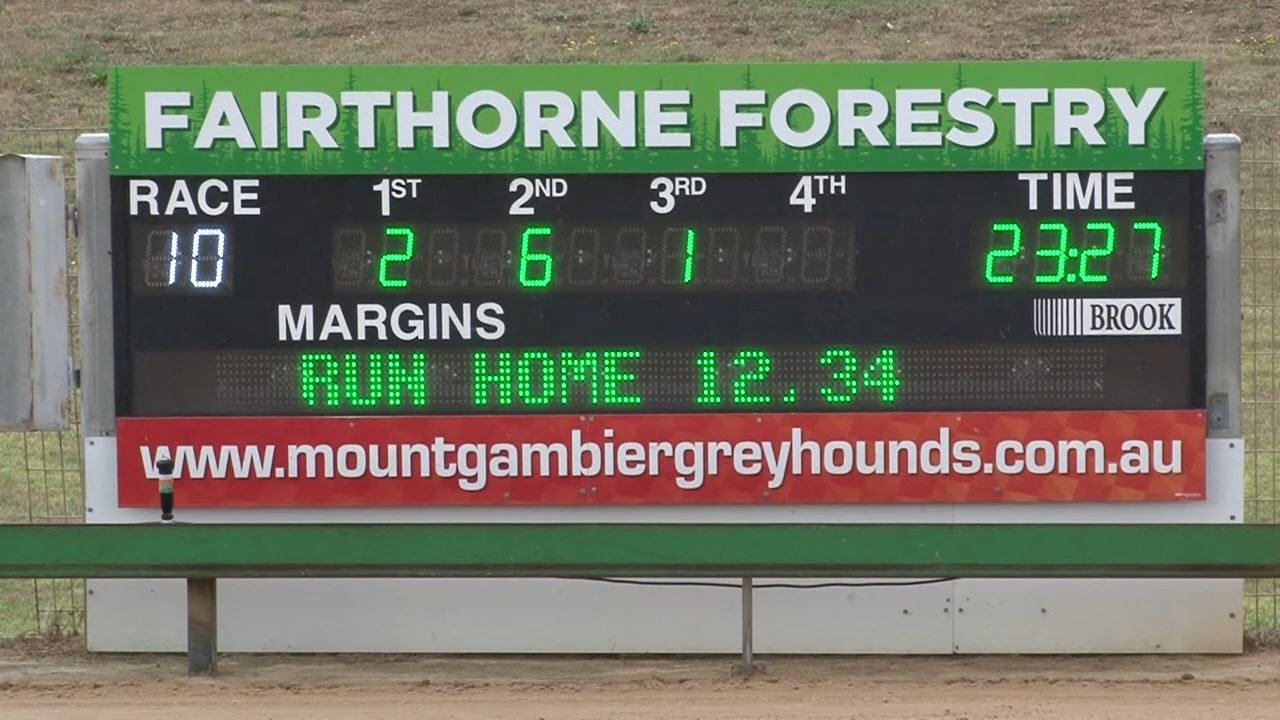 FAIRTHORNE FORESTRY
RACE 1ST 2ND 3RD 4TH TIME
10 2 6 1 23:27
MARGINS BROOK
RUN HOME 12.34
www.mountgambiergreyhounds.com.au